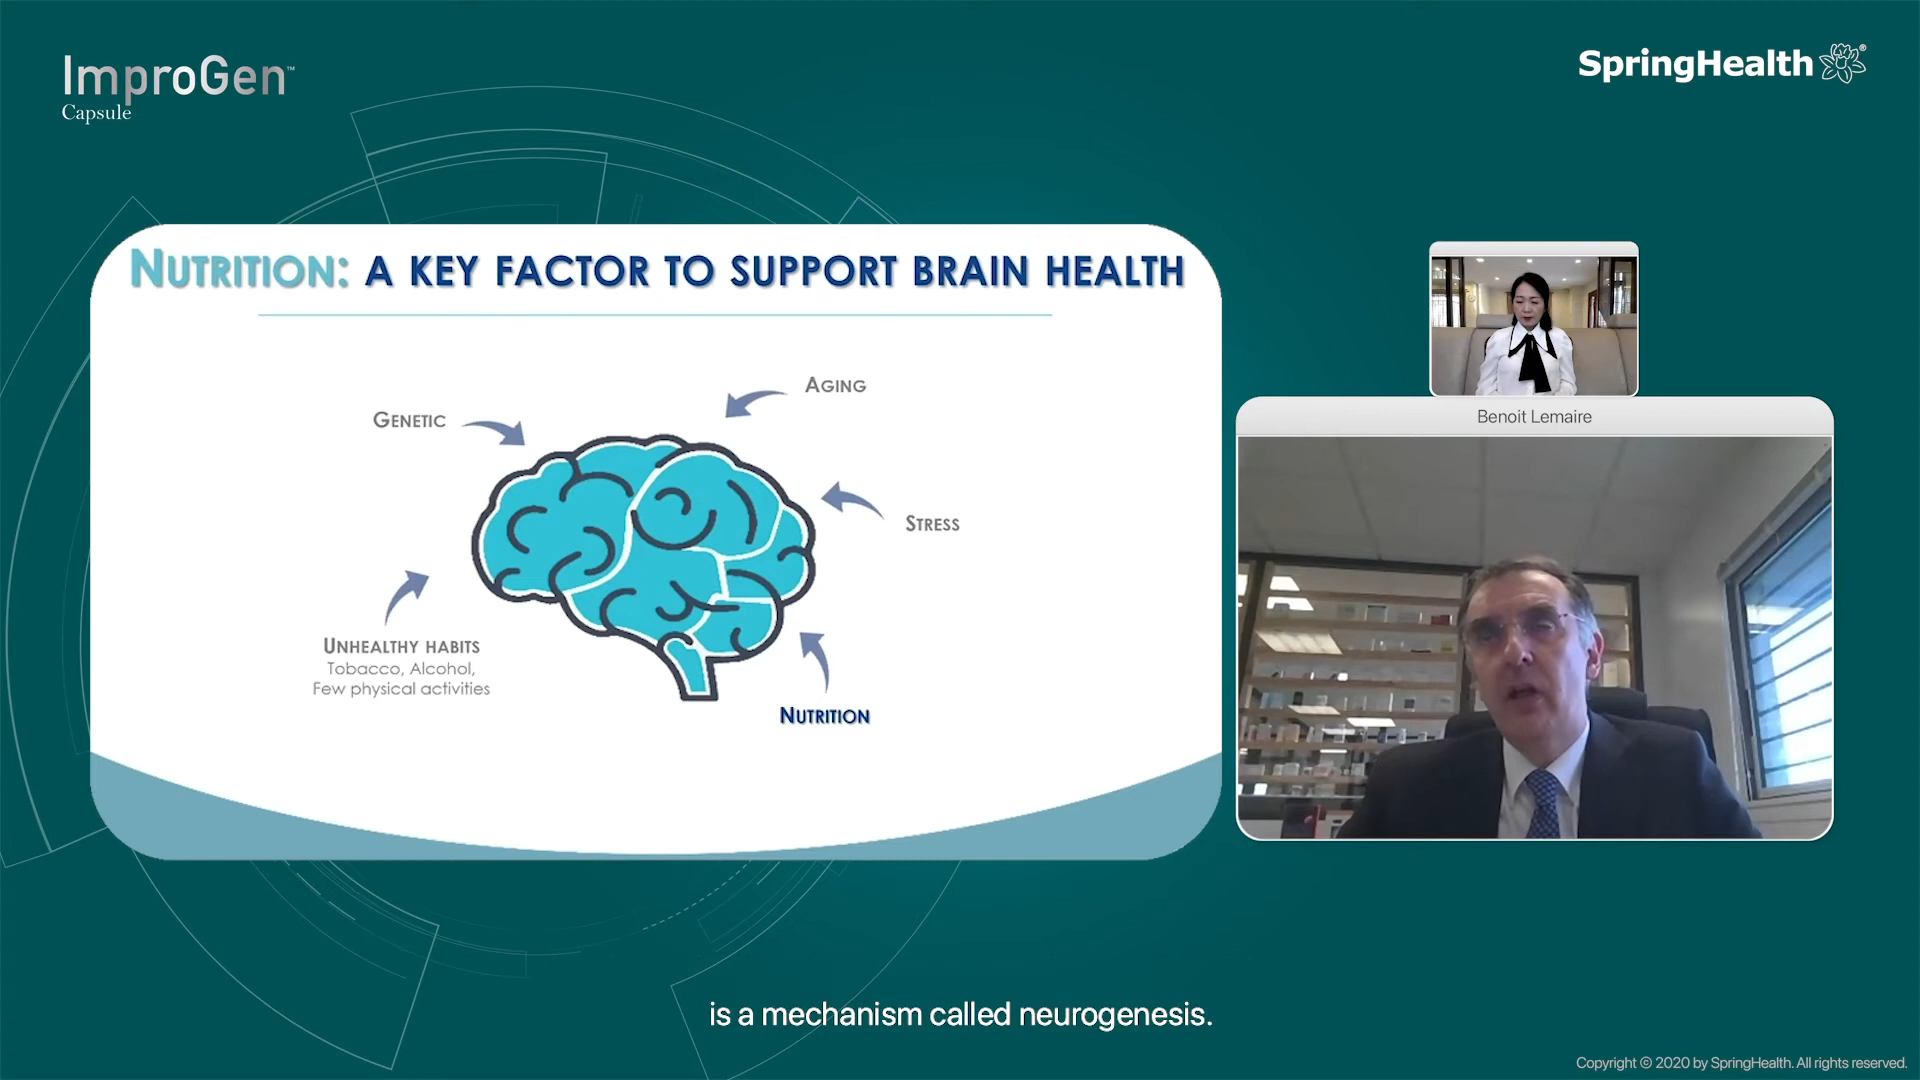 ImproGen™
Capsule
SpringHealth®
NUTRITION: A KEY FACTOR TO SUPPORT BRAIN HEALTH
AGING
GENETIC
STRESS
UNHEALTHY HABITS
Tobacco, Alcohol,
Few physical activities
NUTRITION
Benoit Lemaire
is a mechanism called neurogenesis.
Copyright © 2020 by SpringHealth. All rights reserved.